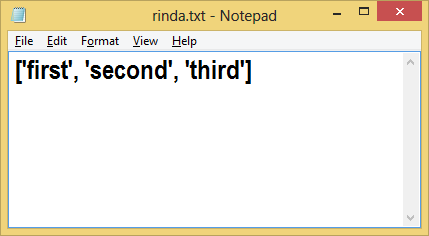 rinda.txt - Notepad
File Edit Format View Help
['first', 'second', 'third']